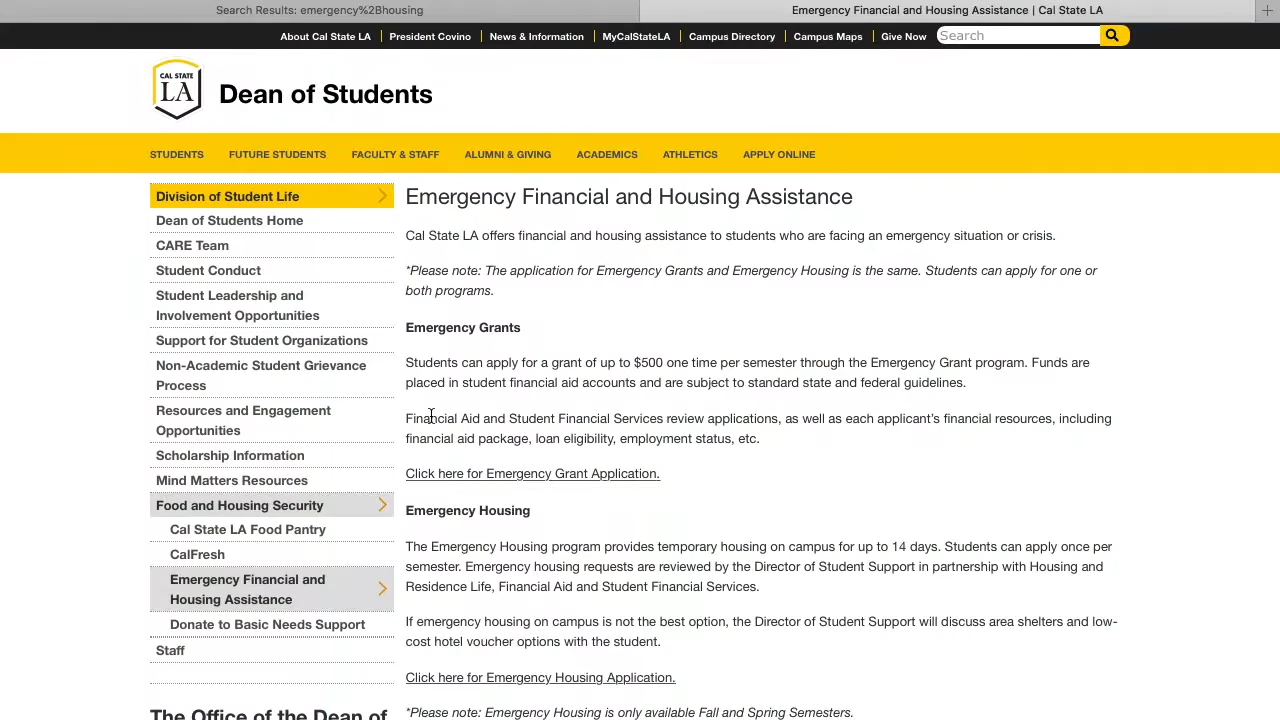 Search Results: emergency%2Bhousing
Emergency Financial and Housing Assistance | Cal State LA
About Cal State LA
President Covino
News & Information
MyCalStateLA
Campus Directory
Campus Maps
Give Now
Search
CAL STATE
LA
Dean of Students
STUDENTS
FUTURE STUDENTS
FACULTY & STAFF
ALUMNI & GIVING
ACADEMICS
ATHLETICS
APPLY ONLINE
Division of Student Life
Dean of Students Home
CARE Team
Student Conduct
Student Leadership and
Involvement Opportunities
Support for Student Organizations
Non-Academic Student Grievance
Process
Resources and Engagement
Opportunities
Scholarship Information
Mind Matters Resources
Food and Housing Security
Cal State LA Food Pantry
CalFresh
Emergency Financial and
Housing Assistance
Donate to Basic Needs Support
Staff
The Office of the Dean of
Emergency Financial and Housing Assistance
Cal State LA offers financial and housing assistance to students who are facing an emergency situation or crisis.
*Please note: The application for Emergency Grants and Emergency Housing is the same. Students can apply for one or
both programs.
Emergency Grants
Students can apply for a grant of up to $500 one time per semester through the Emergency Grant program. Funds are
placed in student financial aid accounts and are subject to standard state and federal guidelines.
Financial Aid and Student Financial Services review applications, as well as each applicant's financial resources, including
financial aid package, loan eligibility, employment status, etc.
Click here for Emergency Grant Application.
Emergency Housing
The Emergency Housing program provides temporary housing on campus for up to 14 days. Students can apply once per
semester. Emergency housing requests are reviewed by the Director of Student Support in partnership with Housing and
Residence Life, Financial Aid and Student Financial Services.
If emergency housing on campus is not the best option, the Director of Student Support will discuss area shelters and low-
cost hotel voucher options with the student.
Click here for Emergency Housing Application.
*Please note: Emergency Housing is only available Fall and Spring Semesters.